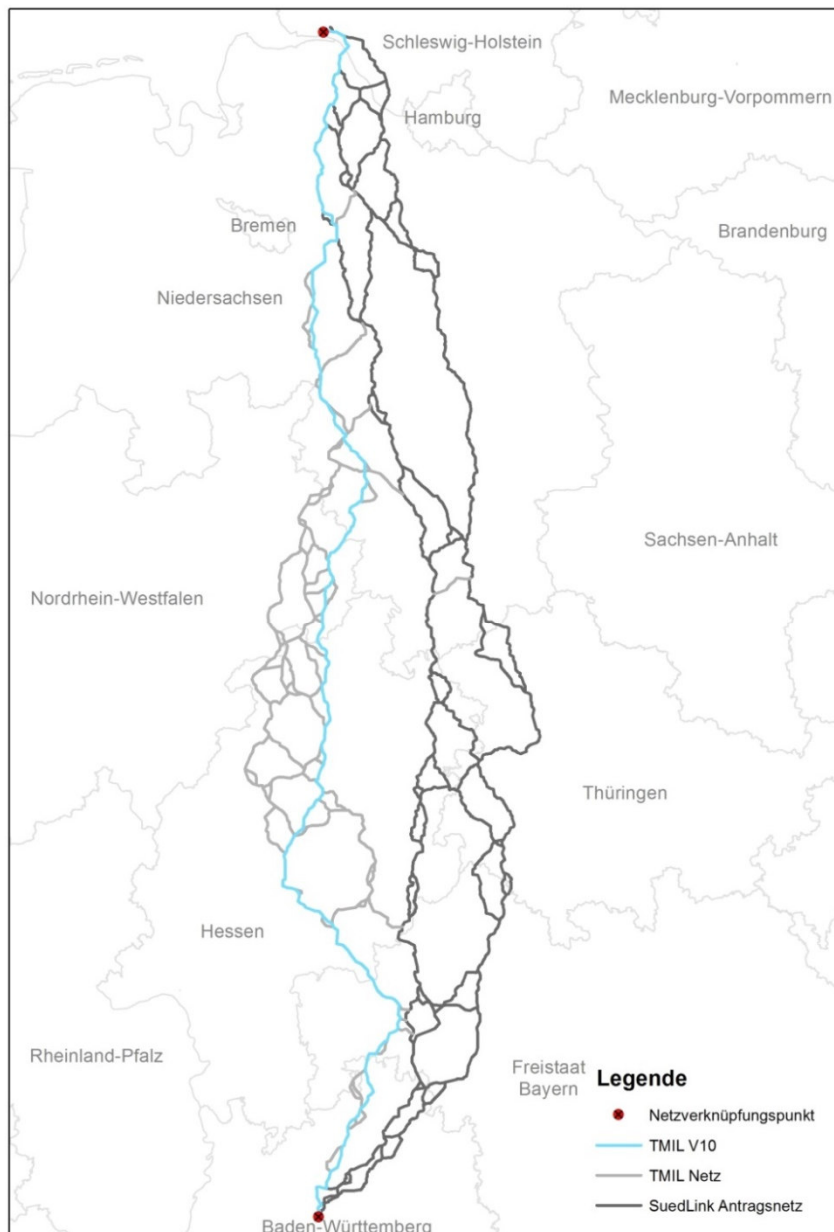 Schleswig-Holstein
Mecklenburg-Vorpommern
Hamburg
Bremen
Brandenburg
Niedersachsen
Sachsen-Anhalt
Nordrhein-Westfalen
Thüringen
Hessen
Rheinland-Pfalz
Freistaat
Bayern
Legende
Netzverknüpfungspunkt
TMIL V10
TMIL Netz
SuedLink Antragsnetz
Baden-Württemberg